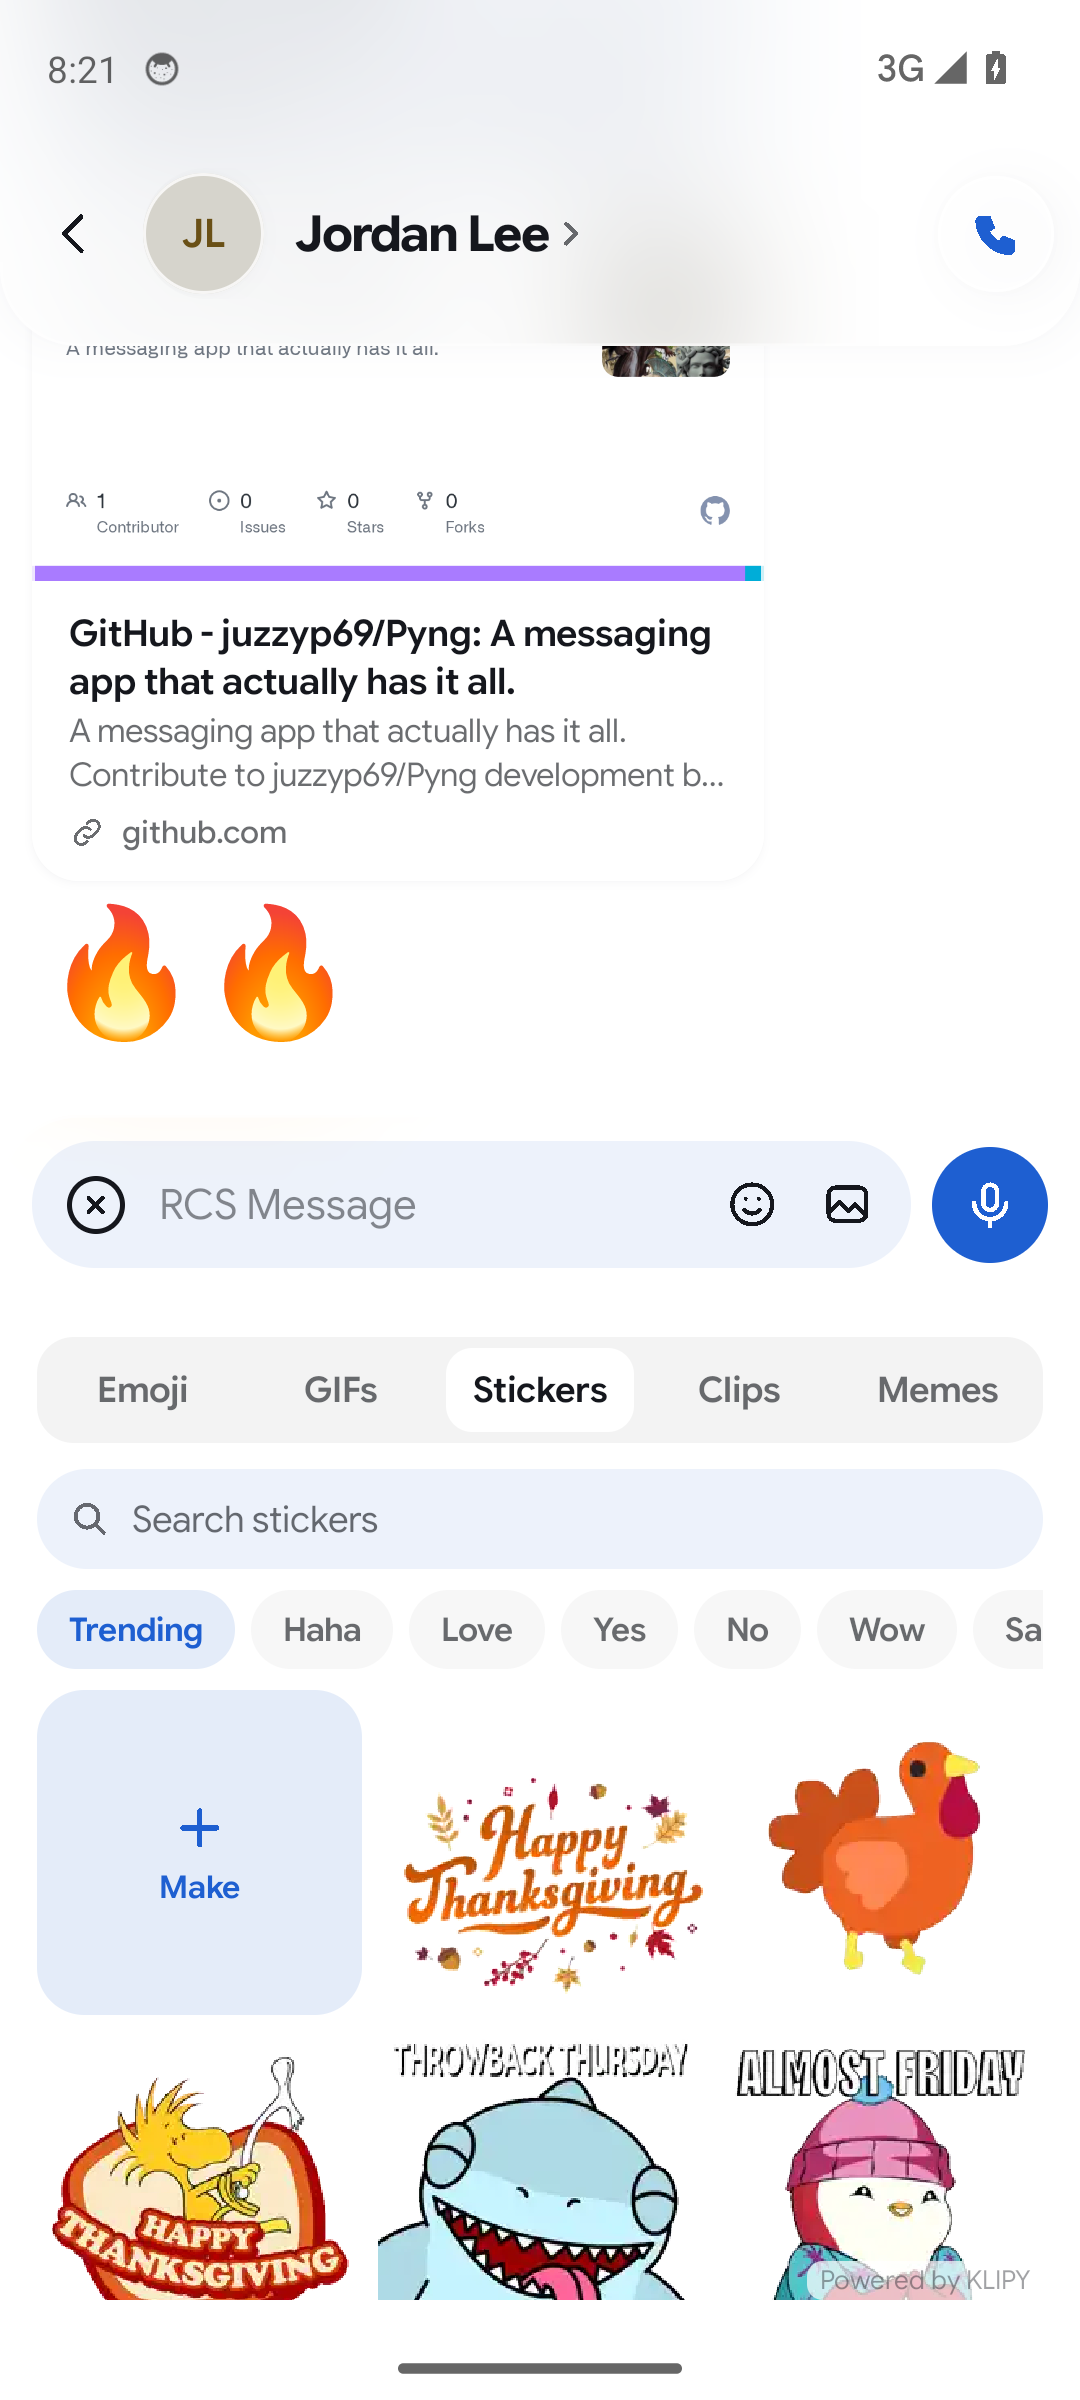 8:21
3G
JL
Jordan Lee
A messaging app that actually has it all.
1
Contributor
0
Issues
0
Stars
0
Forks
GitHub - juzzyp69/Pyng: A messaging
app that actually has it all.
A messaging app that actually has it all.
Contribute to juzzyp69/Pyng development b...
github.com
RCS Message
Emoji
GIFs
Stickers
Clips
Memes
Search stickers
Trending
Haha
Love
Yes
No
Wow
Sa
Make
Happy
Thanksgiving
HAPPY
THANKSGIVING
THROWBACK THURSDAY
ALMOST FRIDAY
Powered by KLIPY